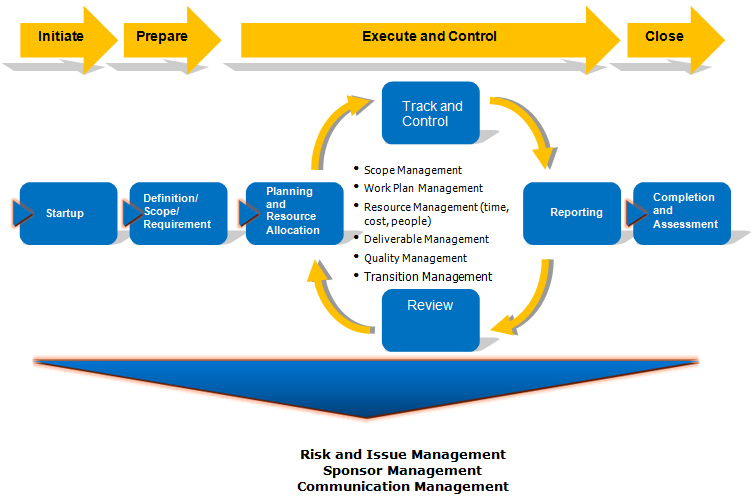 Initiate
Prepare
Execute and Control
Close
Track and
Control
Startup
Definition/
Scope/
Requirement
Planning
and
Resource
Allocation
• Scope Management
• Work Plan Management
• Resource Management (time,
cost, people)
• Deliverable Management
• Quality Management
• Transition Management
Reporting
Completion
and
Assessment
Review
Risk and Issue Management
Sponsor Management
Communication Management